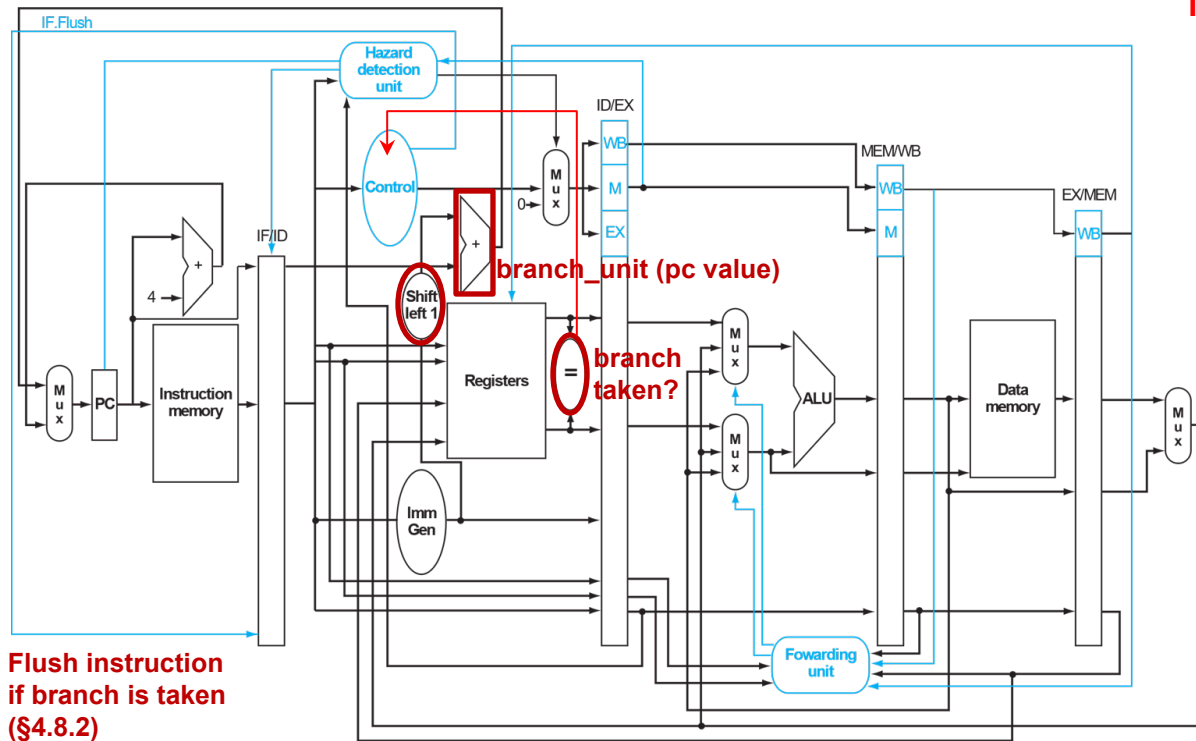 IF.Flush
Hazard
detection
unit
ID/EX
WB
MEM/WB
Control
M
u
x
M
WB
EX/MEM
0
EX
M
WB
IF/ID
+
+
branch_unit (pc value)
4
Shift
left 1
M
u
x
branch
taken?
=
M
u
x
PC
Instruction
memory
Registers
ALU
Data
memory
M
u
x
M
u
x
Imm
Gen
Fowarding
unit
Flush instruction
if branch is taken
(§4.8.2)